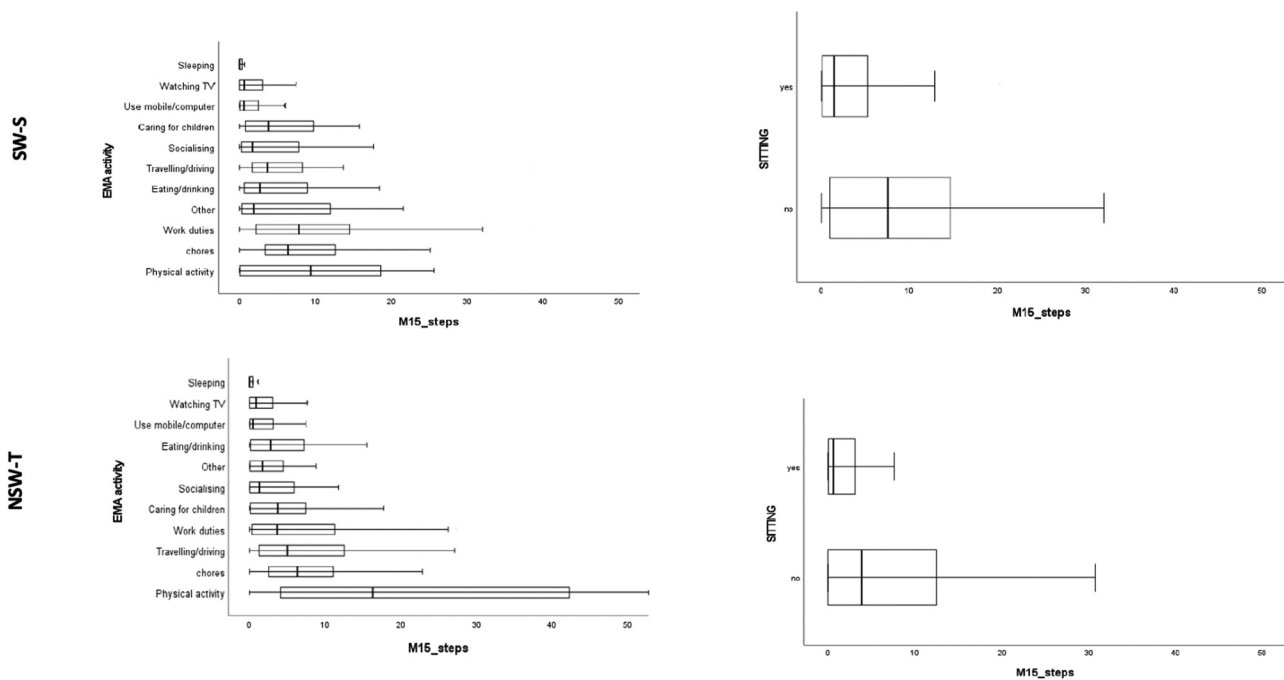 SW-S
EMA activity
Sleeping
Watching TV
Use mobile/computer
Caring for children
Socialising
Travelling/driving
Eating/drinking
Other
Work duties
chores
Physical activity
0 10 20 30 40 50
M15_steps
SITTING
yes
no
0 10 20 30 40 50
M15_steps
NSW-T
EMA activity
Sleeping
Watching TV
Use mobile/computer
Eating/drinking
Other
Socialising
Caring for children
Work duties
Travelling/driving
chores
Physical activity
0 10 20 30 40 50
M15_steps
SITTING
yes
no
0 10 20 30 40 50
M15_steps